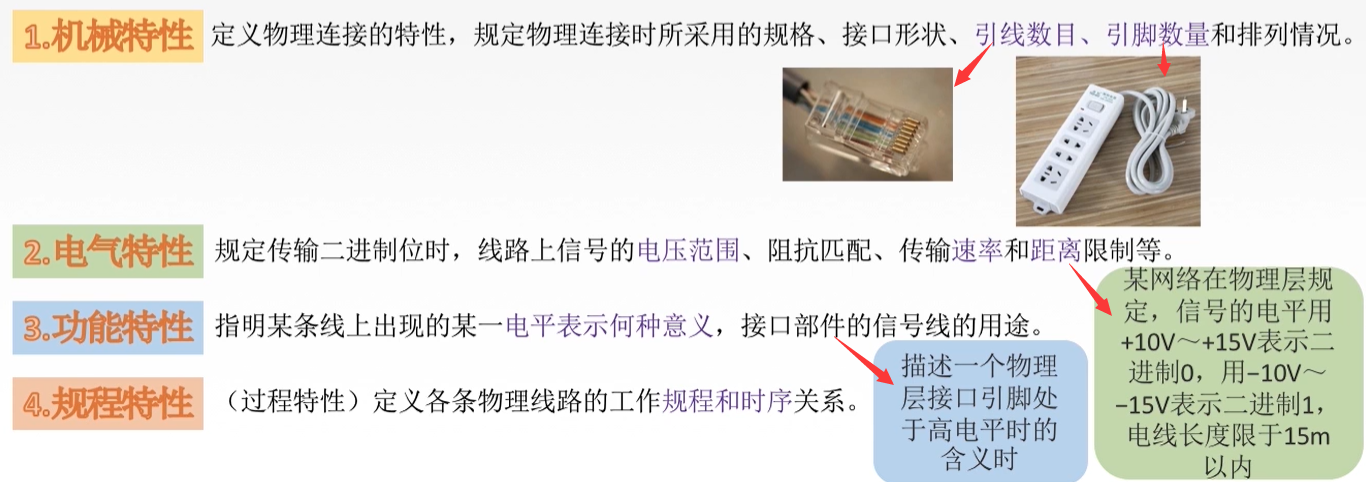 1.机械特性 定义物理连接的特性，规定物理连接时所采用的规格、接口形状、引线数目、引脚数量和排列情况。
2.电气特性 规定传输二进制位时，线路上信号的电压范围、阻抗匹配、传输速率和距离限制等。
某网络在物理层规
定，信号的电平用
+10V～+15V表示二
进制0，用−10V～
−15V表示二进制1，
电线长度限于15m
以内
3.功能特性 指明某条线上出现的某一电平表示何种意义，接口部件的信号线的用途。
描述一个物理
层接口引脚处
于高电平时的
含义时
4.规程特性 （过程特性）定义各条物理线路的工作规程和时序关系。